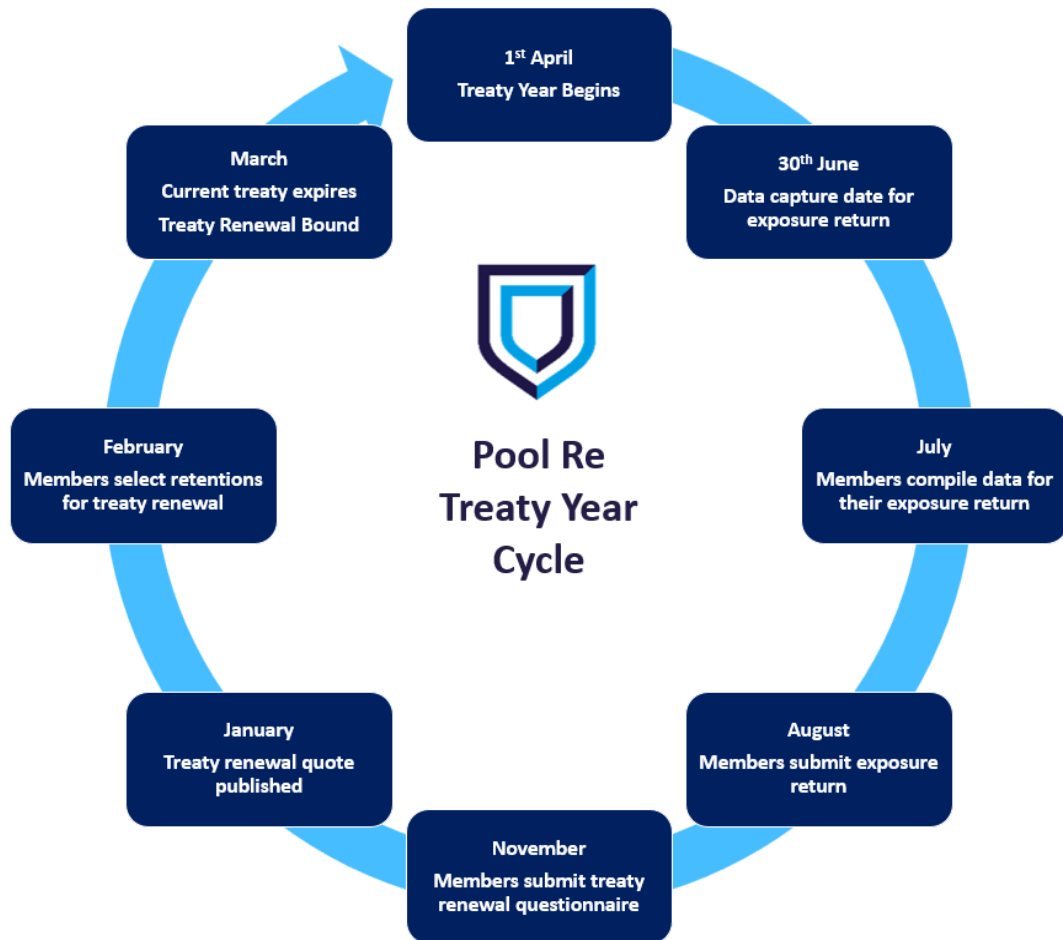 1st April
Treaty Year Begins
30th June
Data capture date for
exposure return
July
Members compile data for
their exposure return
August
Members submit exposure
return
November
Members submit treaty
renewal questionnaire
January
Treaty renewal quote
published
February
Members select retentions
for treaty renewal
March
Current treaty expires
Treaty Renewal Bound
Pool Re
Treaty Year
Cycle